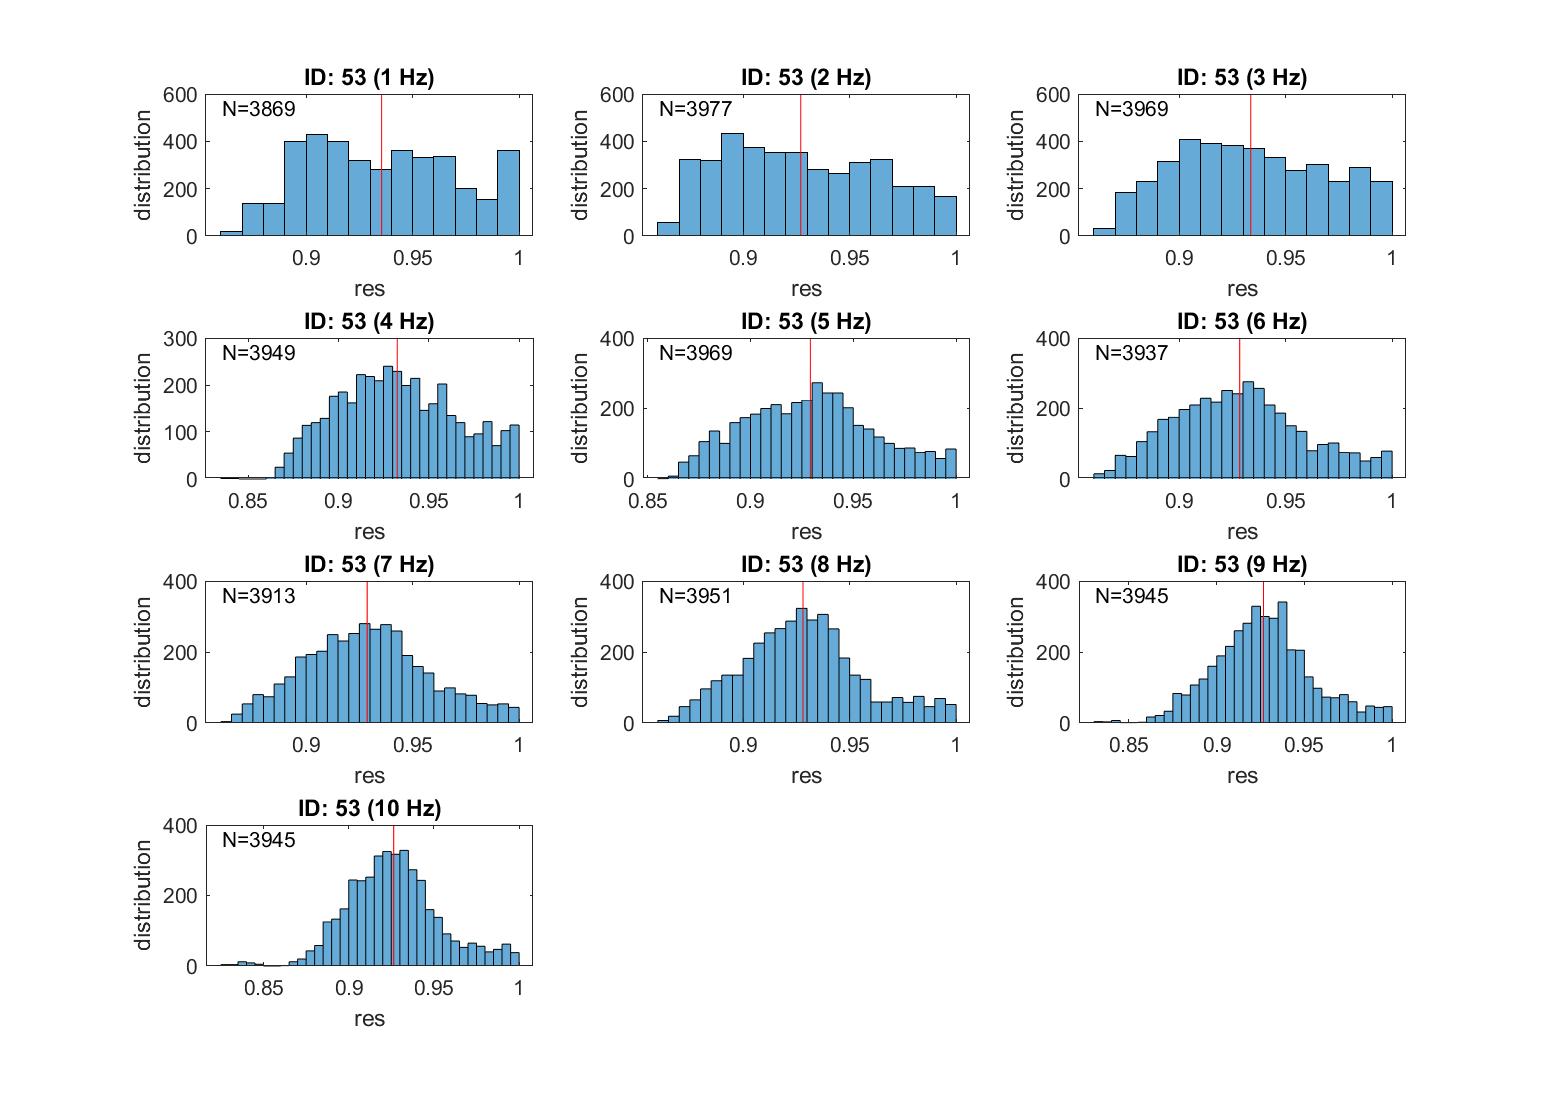 ID: 53 (1 Hz)
N=3869
distribution
600
400
200
0
0.9 0.95 1
res
ID: 53 (2 Hz)
N=3977
distribution
600
400
200
0
0.9 0.95 1
res
ID: 53 (3 Hz)
N=3969
distribution
600
400
200
0
0.9 0.95 1
res
ID: 53 (4 Hz)
N=3949
distribution
300
200
100
0
0.85 0.9 0.95 1
res
ID: 53 (5 Hz)
N=3969
distribution
400
200
0
0.85 0.9 0.95 1
res
ID: 53 (6 Hz)
N=3937
distribution
400
200
0
0.9 0.95 1
res
ID: 53 (7 Hz)
N=3913
distribution
400
200
0
0.9 0.95 1
res
ID: 53 (8 Hz)
N=3951
distribution
400
200
0
0.9 0.95 1
res
ID: 53 (9 Hz)
N=3945
distribution
400
200
0
0.85 0.9 0.95 1
res
ID: 53 (10 Hz)
N=3945
distribution
400
200
0
0.85 0.9 0.95 1
res